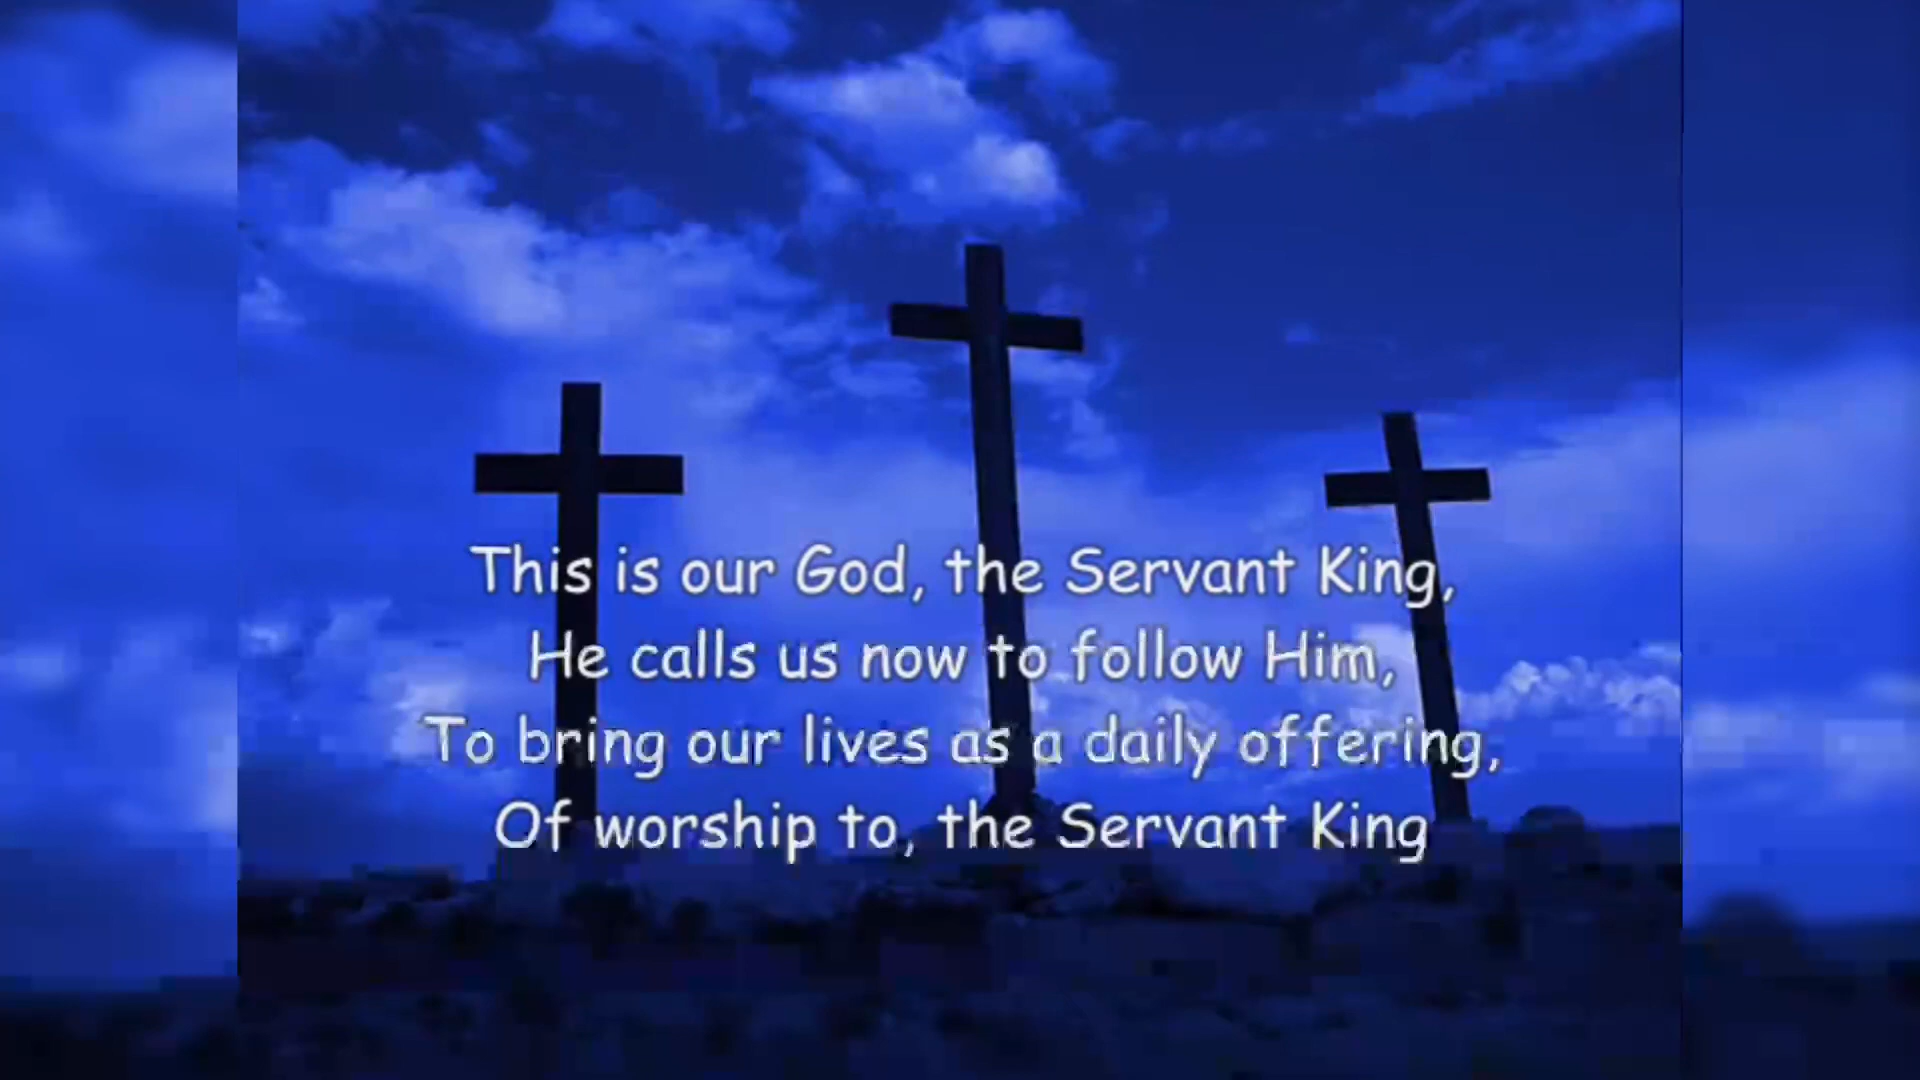 This is our God, the Servant King,
He calls us now to follow Him,
To bring our lives as a daily offering,
Of worship to, the Servant King